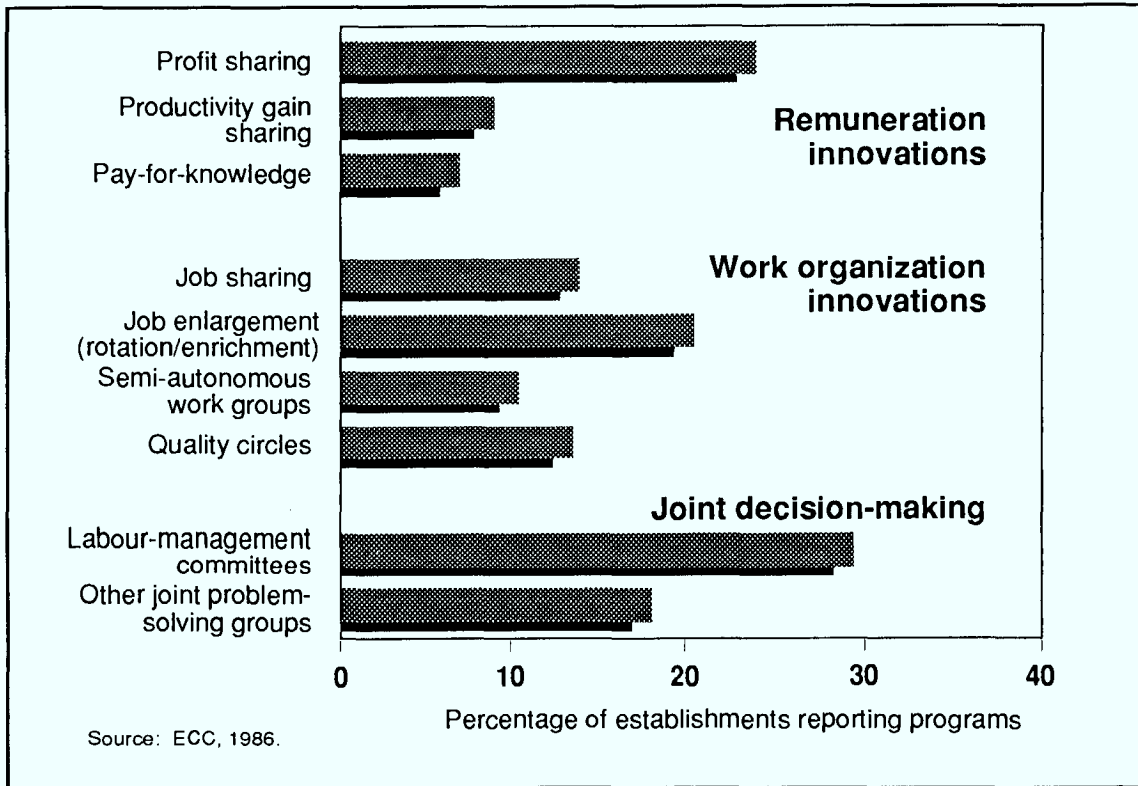 Profit sharing
Productivity gain
sharing
Pay-for-knowledge
Remuneration
innovations
Job sharing
Job enlargement
(rotation/enrichment)
Semi-autonomous
work groups
Quality circles
Work organization
innovations
Joint decision-making
Labour-management
committees
Other joint problem-
solving groups
0 10 20 30 40
Percentage of establishments reporting programs
Source: ECC, 1986.